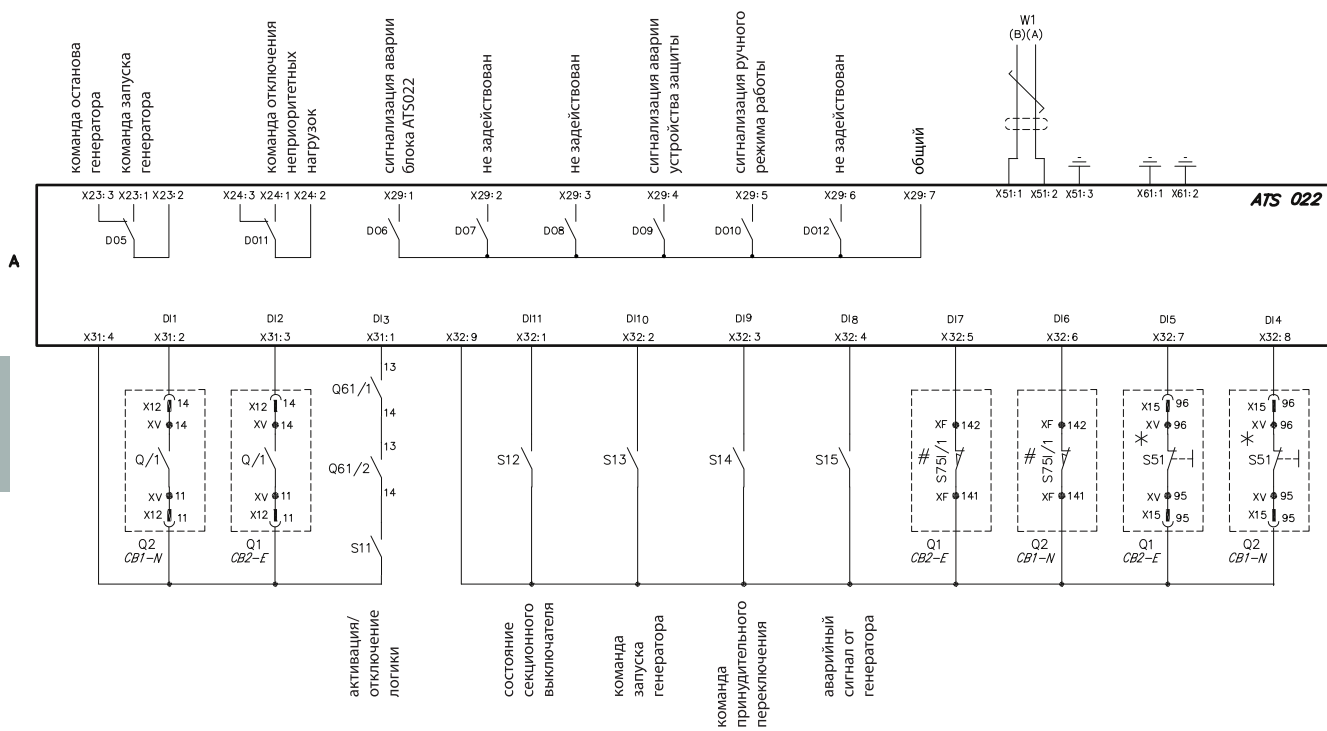 W1
(B)(A)
команда останова
генератора
команда запуска
генератора
команда отключения
неприоритетных
нагрузок
сигнализация аварии
блока ATS022
не задействован
не задействован
сигнализация аварии
устройства защиты
сигнализация ручного
режима работы
не задействован
общий
X23:3 X23:1 X23:2 X24:3 X24:1 X24:2 X29:1 X29:2 X29:3 X29:4 X29:5 X29:6 X29:7 X51:1 X51:2 X51:3 X61:1 X61:2
ATS 022
DO5 DO11 DO6 DO7 DO8 DO9 DO10 DO12
A
DI1 DI2 DI3 DI11 DI10 DI9 DI8 DI7 DI6 DI5 DI4
X31:4 X31:2 X31:3 X31:1 X32:9 X32:1 X32:2 X32:3 X32:4 X32:5 X32:6 X32:7 X32:8
13
Q61/1
14
13
Q61/2
14
S11
X12 14
XV 14
Q/1
XV 11
X12 11
Q2
CB1-N
X12 14
XV 14
Q/1
XV 11
X12 11
Q1
CB2-E
S12 S13 S14 S15
XF 142
# S75I/1
XF 141
Q1
CB2-E
XF 142
# S75I/1
XF 141
Q2
CB1-N
X15 96
XV 96
*
S51
XV 95
X15 95
Q1
CB2-E
X15 96
XV 96
*
S51
XV 95
X15 95
Q2
CB1-N
активация/
отключение
логики
состояние
секционного
выключателя
команда
запуска
генератора
команда
принудительного
переключения
аварийный
сигнал от
генератора